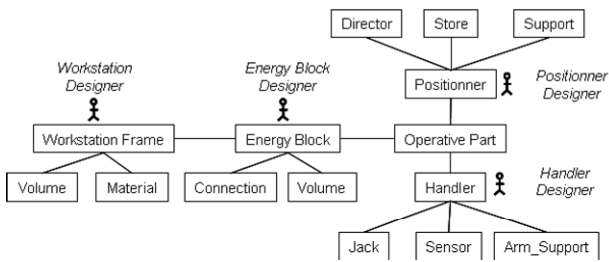 Director
Store
Support
Workstation
Designer
Energy Block
Designer
Positionner
Positionner
Designer
Workstation Frame
Energy Block
Operative Part
Volume
Material
Connection
Volume
Handler
Handler
Designer
Jack
Sensor
Arm_Support